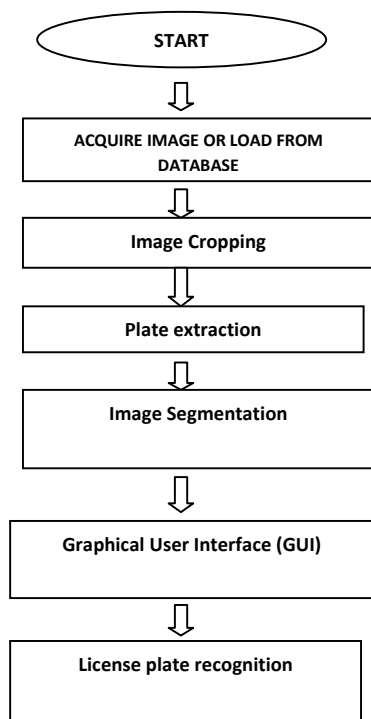 START
ACQUIRE IMAGE OR LOAD FROM
DATABASE
Image Cropping
Plate extraction
Image Segmentation
Graphical User Interface (GUI)
License plate recognition